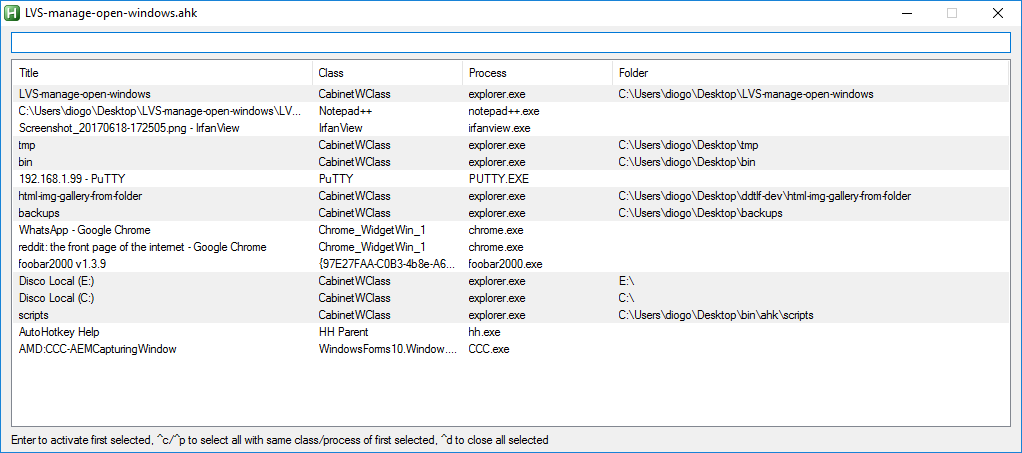 LVS-manage-open-windows.ahk
Title Class Process Folder
LVS-manage-open-windows CabinetWClass explorer.exe C:\Users\diogo\Desktop\LVS-manage-open-windows
C:\Users\diogo\Desktop\LVS-manage-open-windows\LV... Notepad++ notepad++.exe
Screenshot_20170618-172505.png - IrfanView IrfanView irfanview.exe
tmp CabinetWClass explorer.exe C:\Users\diogo\Desktop\tmp
bin CabinetWClass explorer.exe C:\Users\diogo\Desktop\bin
192.168.1.99 - PuTTY PuTTY PUTTY.EXE
html-img-gallery-from-folder CabinetWClass explorer.exe C:\Users\diogo\Desktop\ddtlf-dev\html-img-gallery-from-folder
backups CabinetWClass explorer.exe C:\Users\diogo\Desktop\backups
WhatsApp - Google Chrome Chrome_WidgetWin_1 chrome.exe
reddit: the front page of the internet - Google Chrome Chrome_WidgetWin_1 chrome.exe
foobar2000 v1.3.9 {97E27FAA-C0B3-4b8e-A6... foobar2000.exe
Disco Local (E:) CabinetWClass explorer.exe E:\
Disco Local (C:) CabinetWClass explorer.exe C:\
scripts CabinetWClass explorer.exe C:\Users\diogo\Desktop\bin\ahk\scripts
AutoHotkey Help HH Parent hh.exe
AMD:CCC-AEMCapturingWindow WindowsForms10.Window.... CCC.exe
Enter to activate first selected, ^c/^p to select all with same class/process of first selected, ^d to close all selected